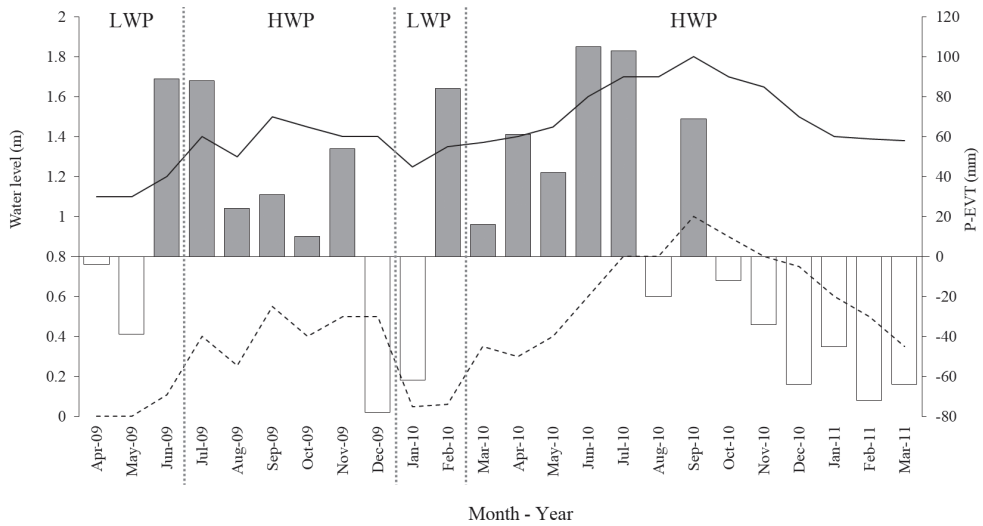 LWP HWP LWP HWP
Water level (m)
2
1.8
1.6
1.4
1.2
1
0.8
0.6
0.4
0.2
0
120
100
80
60
40
20
0
-20
-40
-60
-80
P-EVT (mm)
Apr-09
May-09
Jun-09
Jul-09
Aug-09
Sep-09
Oct-09
Nov-09
Dec-09
Jan-10
Feb-10
Mar-10
Apr-10
May-10
Jun-10
Jul-10
Aug-10
Sep-10
Oct-10
Nov-10
Dec-10
Jan-11
Feb-11
Mar-11
Month - Year